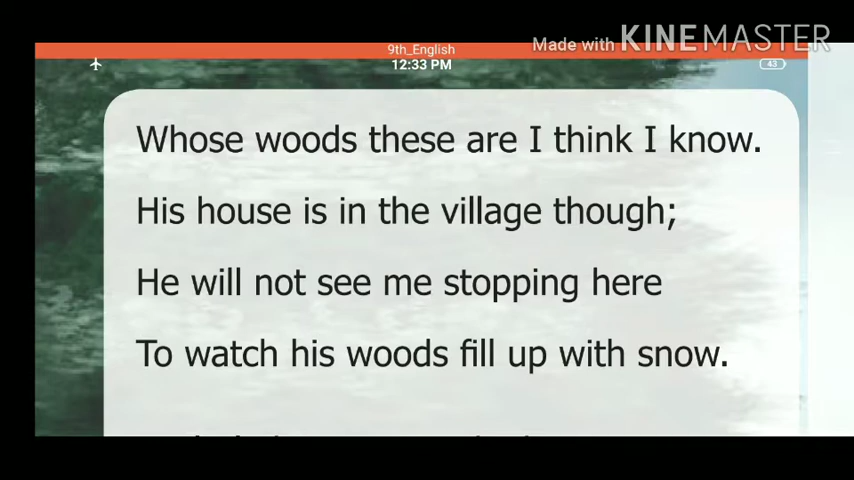 Made with KINEMASTER
9th_English
12:33 PM
43
Whose woods these are I think I know.
His house is in the village though;
He will not see me stopping here
To watch his woods fill up with snow.